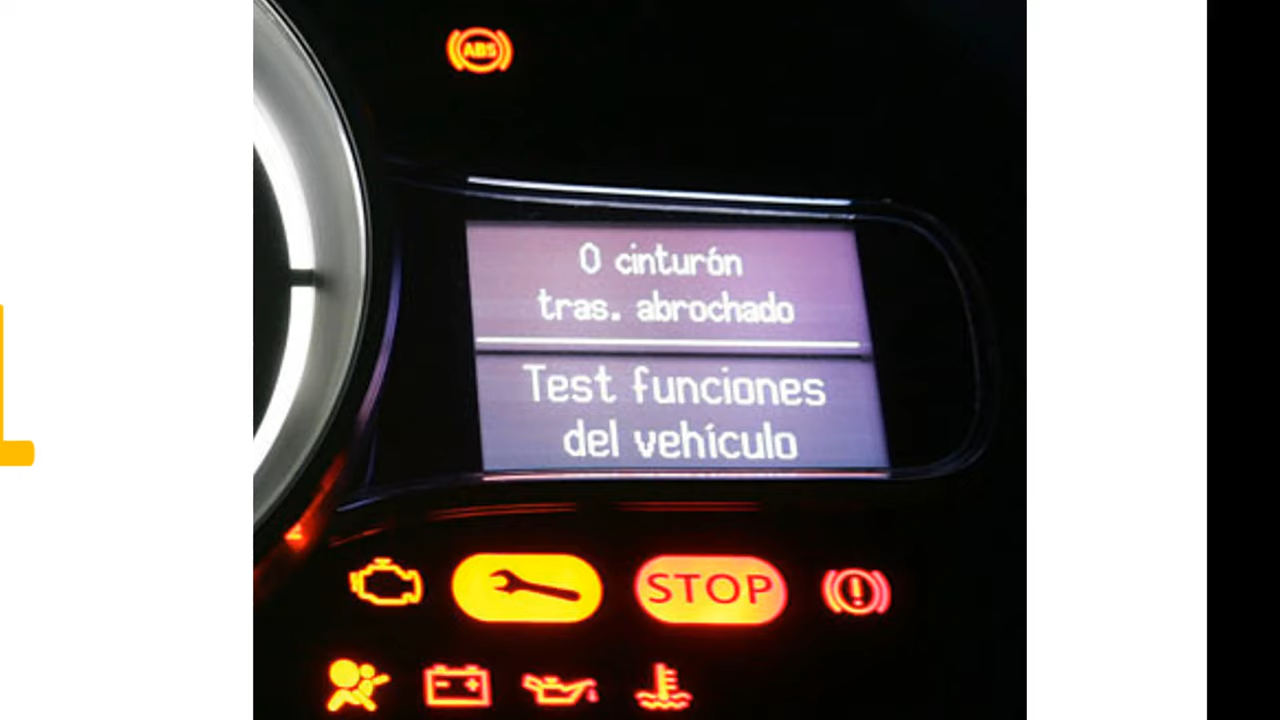 ABS
0 cinturón
tras. abrochado
Test funciones
del vehículo
STOP